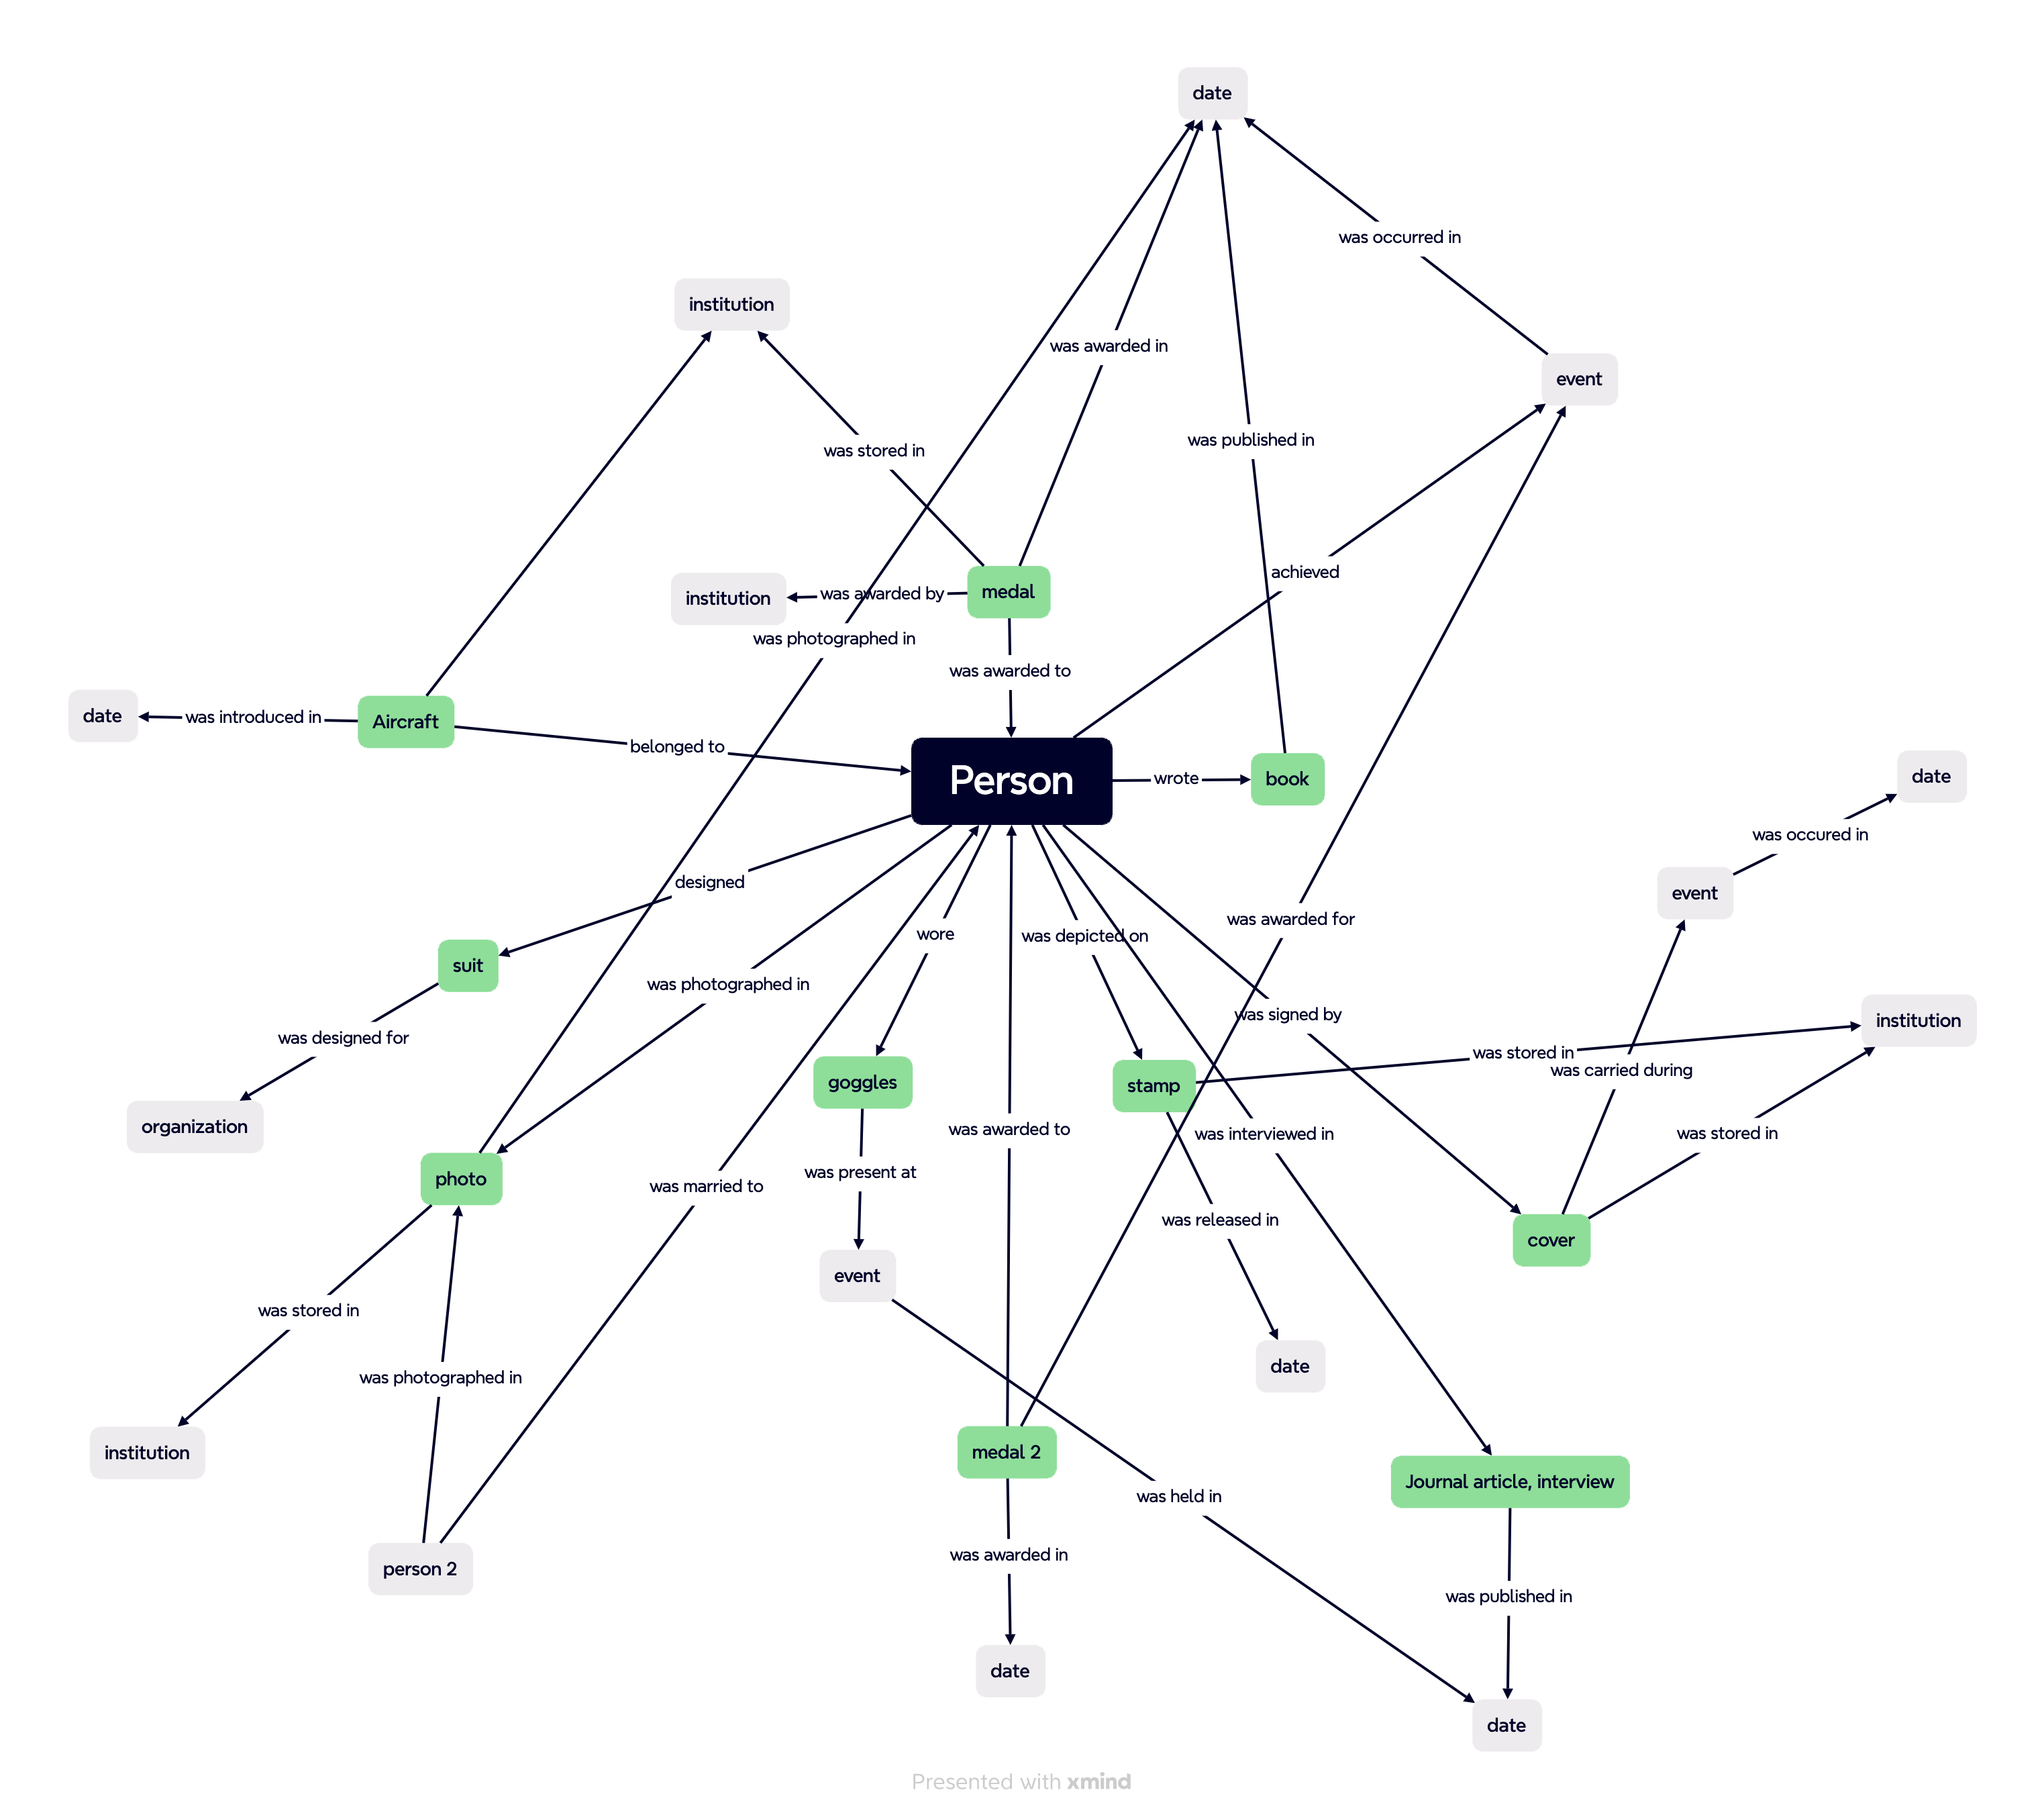 date
was occurred in
institution
was awarded in
event
was published in
was stored in
achieved
medal
institution
was awarded by
was photographed in
was awarded to
date
was introduced in
Aircraft
belonged to
Person
wrote
book
date
was occured in
designed
event
was awarded for
wore
was depicted on
suit
was photographed in
was signed by
institution
was designed for
was stored in
was carried during
goggles
stamp
organization
was awarded to
was interviewed in
was stored in
photo
was present at
was married to
was released in
cover
event
was stored in
date
was photographed in
institution
medal 2
Journal article, interview
was held in
was awarded in
person 2
was published in
date
date
Presented with xmind